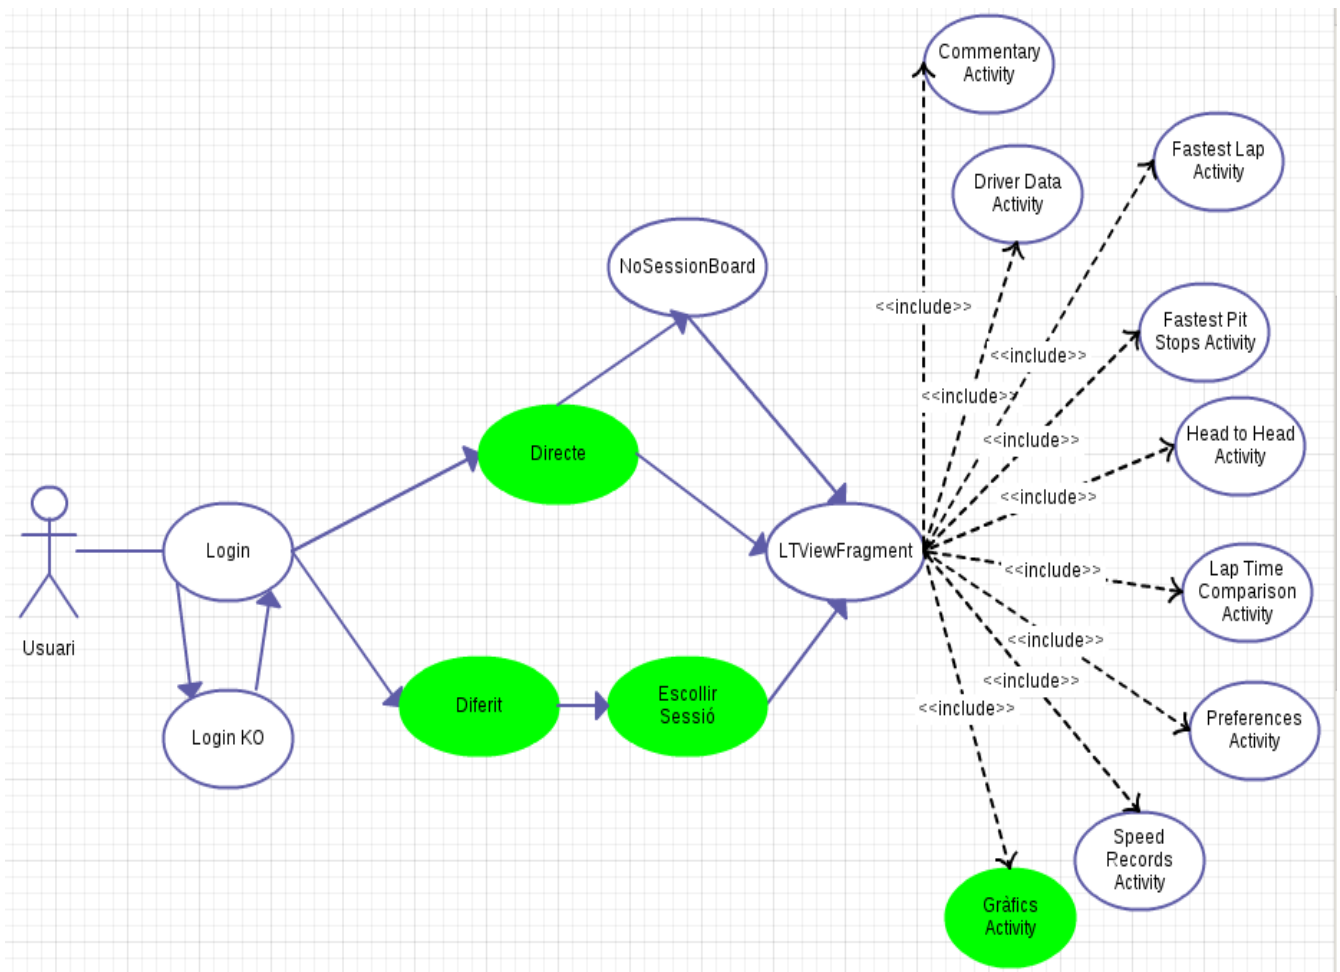 Commentary
Activity
Fastest Lap
Activity
Driver Data
Activity
NoSessionBoard
<<include>>
Fastest Pit
Stops Activity
<<include>>
<<include>>
Head to Head
Activity
<<include>>
Directe
<<include>>
Login
LTViewFragment
<<include>>
Lap Time
Comparison
Activity
Usuari
<<include>>
<<include>>
Escollir
Sessió
Diferit
<<include>>
Preferences
Activity
Login KO
Speed
Records
Activity
Gràfics
Activity